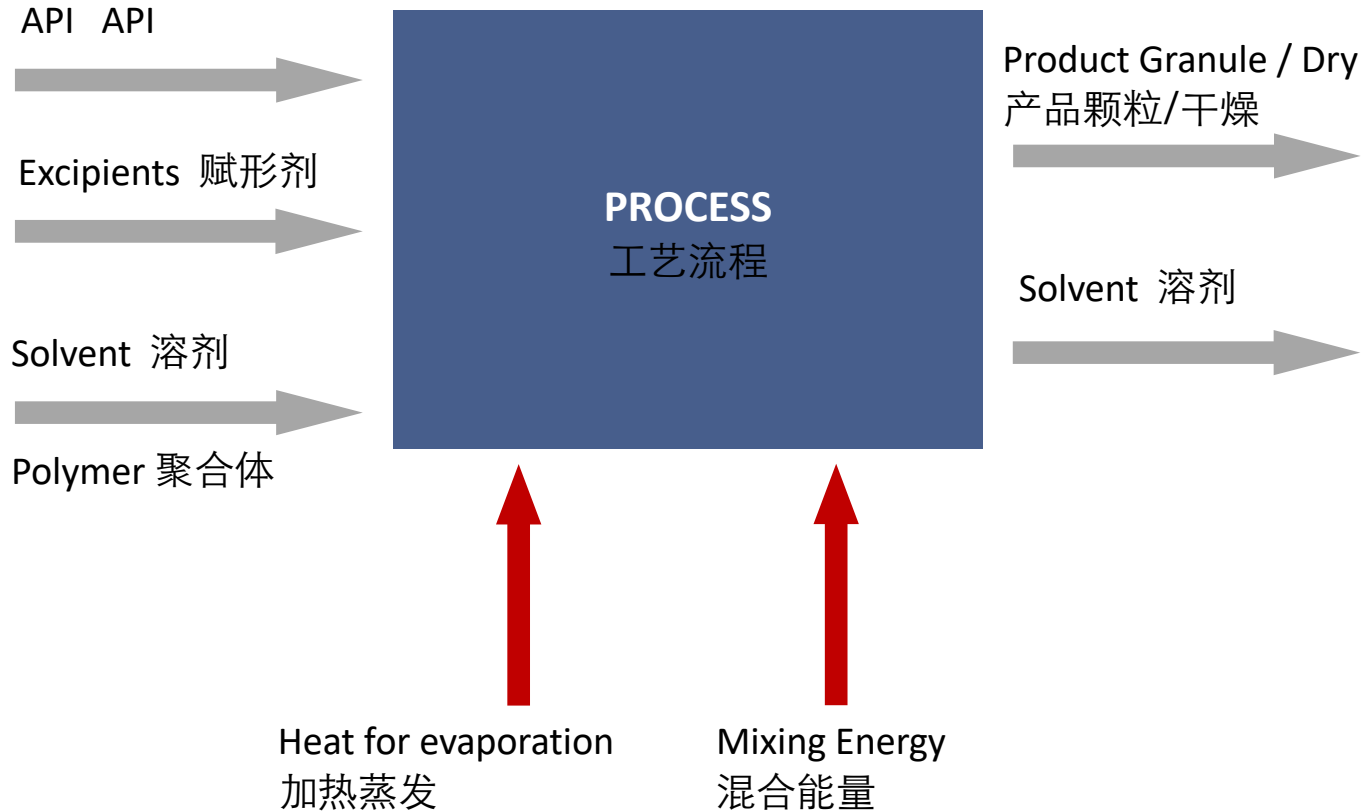 API API
Excipients 赋形剂
Solvent 溶剂
Polymer 聚合体
PROCESS
工艺流程
Product Granule / Dry
产品颗粒/干燥
Solvent 溶剂
Heat for evaporation
加热蒸发
Mixing Energy
混合能量